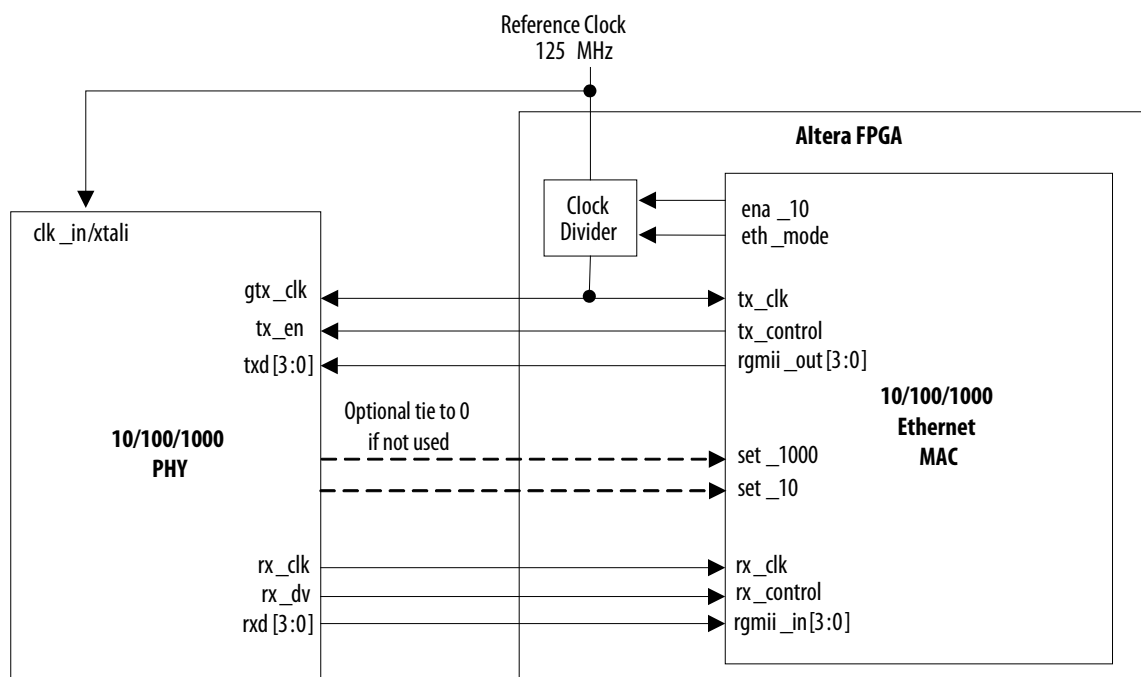 Reference Clock
125 MHz
Altera FPGA
Clock
Divider
ena _10
eth _mode
clk _in/xtali
gtx _clk
tx _en
txd [3:0]
tx _clk
tx _control
rgmii _out [3:0]
Optional tie to 0
if not used
10/100/1000
PHY
10/100/1000
Ethernet
MAC
set _1000
set _10
rx _clk
rx _dv
rxd [3:0]
rx _clk
rx _control
rgmii _in [3:0]